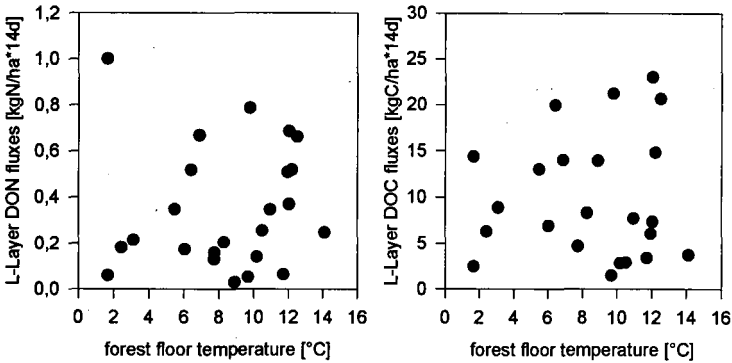 L-Layer DON fluxes [kgN/ha*14d]
1,2
1,0
0,8
0,6
0,4
0,2
0,0
0 2 4 6 8 10 12 14 16
forest floor temperature [°C]
L-Layer DOC fluxes [kgC/ha*14d]
30
25
20
15
10
5
0
0 2 4 6 8 10 12 14 16
forest floor temperature [°C]